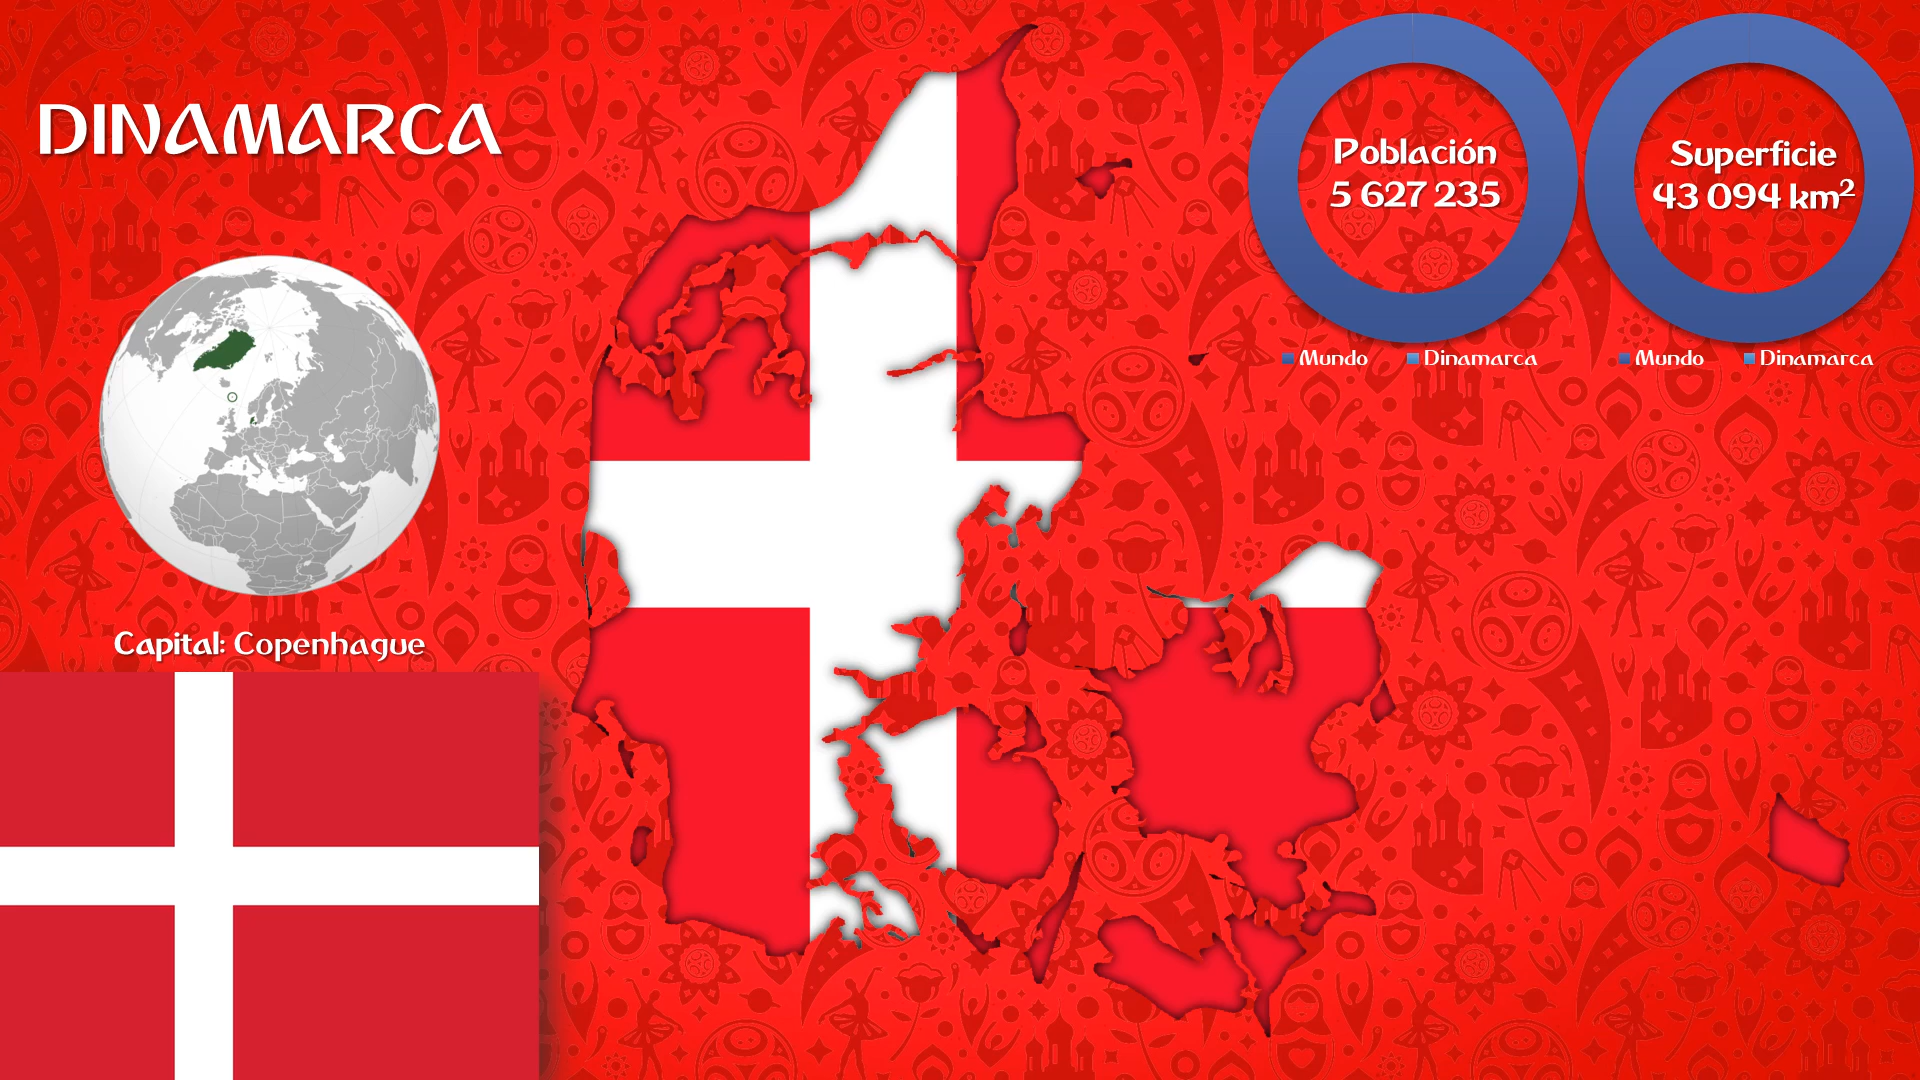 DINAMARCA
Población
5 627 235
Mundo
Dinamarca
Superficie
43 094 km²
Mundo
Dinamarca
Capital: Copenhague